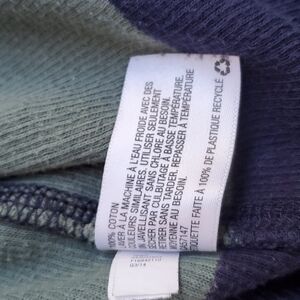 100% COTON
LAVER À LA MACHINE À L'EAU FROIDE AVEC DES
COULEURS SIMILAIRES. UTILISER SEULEMENT
UN JAVELLISANT SANS CHLORE AU BESOIN.
SÉCHER PAR CULBUTAGE À BASSE TEMPÉRATURE.
RETIRER SANS TARDER. REPASSER À TEMPÉRATURE
MOYENNE AU BESOIN.
ÉTIQUETTE FAITE À 100% DE PLASTIQUE RECYCLÉ